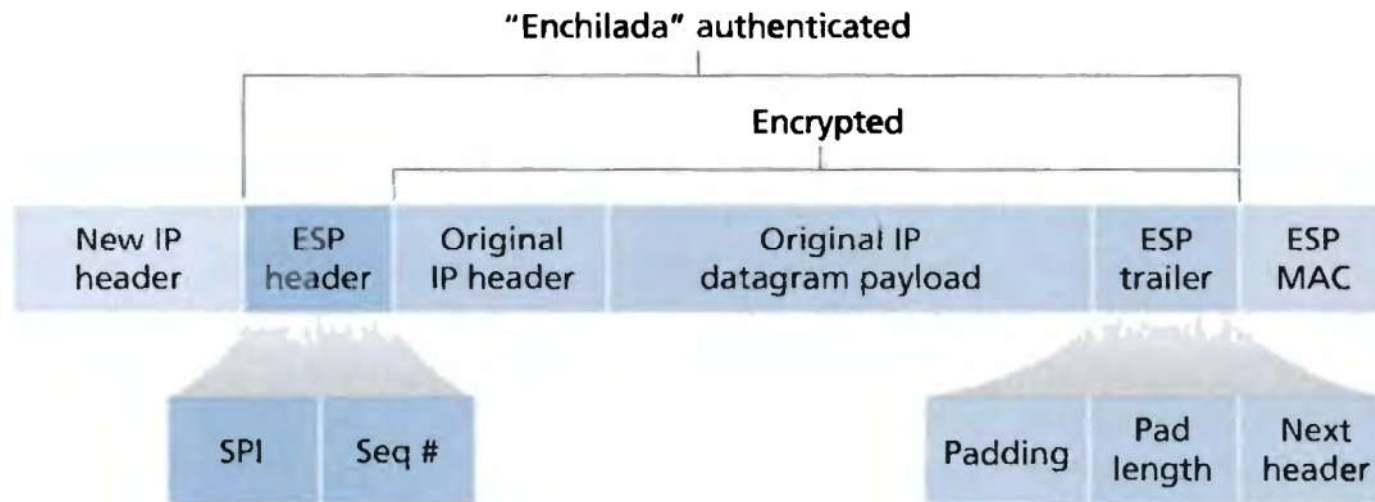 “Enchilada” authenticated
Encrypted
New IP
header
ESP
header
Original
IP header
Original IP
datagram payload
ESP
trailer
ESP
MAC
SPI
Seq #
Padding
Pad
length
Next
header